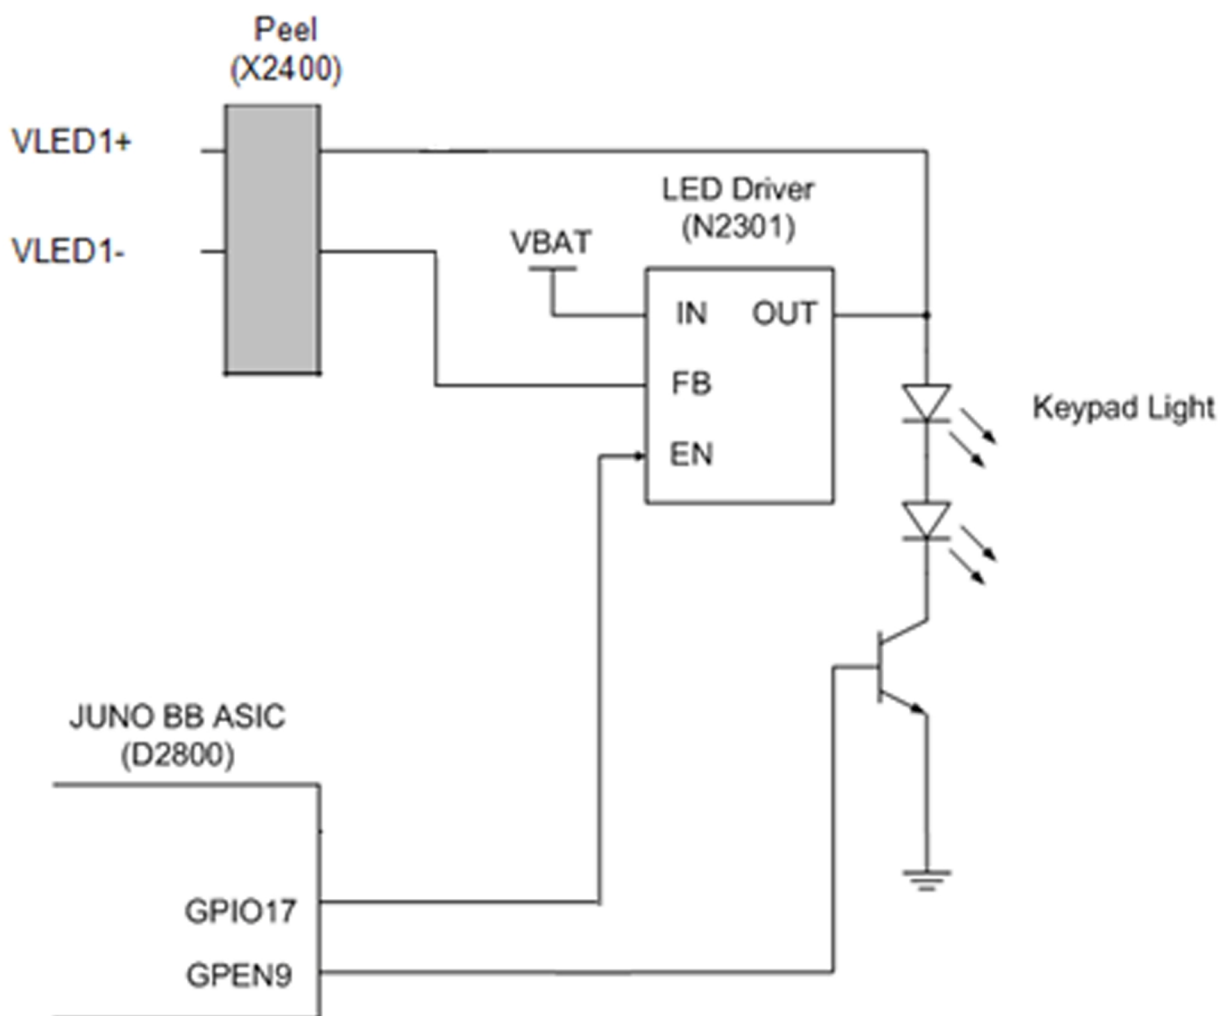 Peel
(X2400)
VLED1+
VLED1-
LED Driver
(N2301)
VBAT
IN
OUT
FB
EN
Keypad Light
JUNO BB ASIC
(D2800)
GPIO17
GPEN9